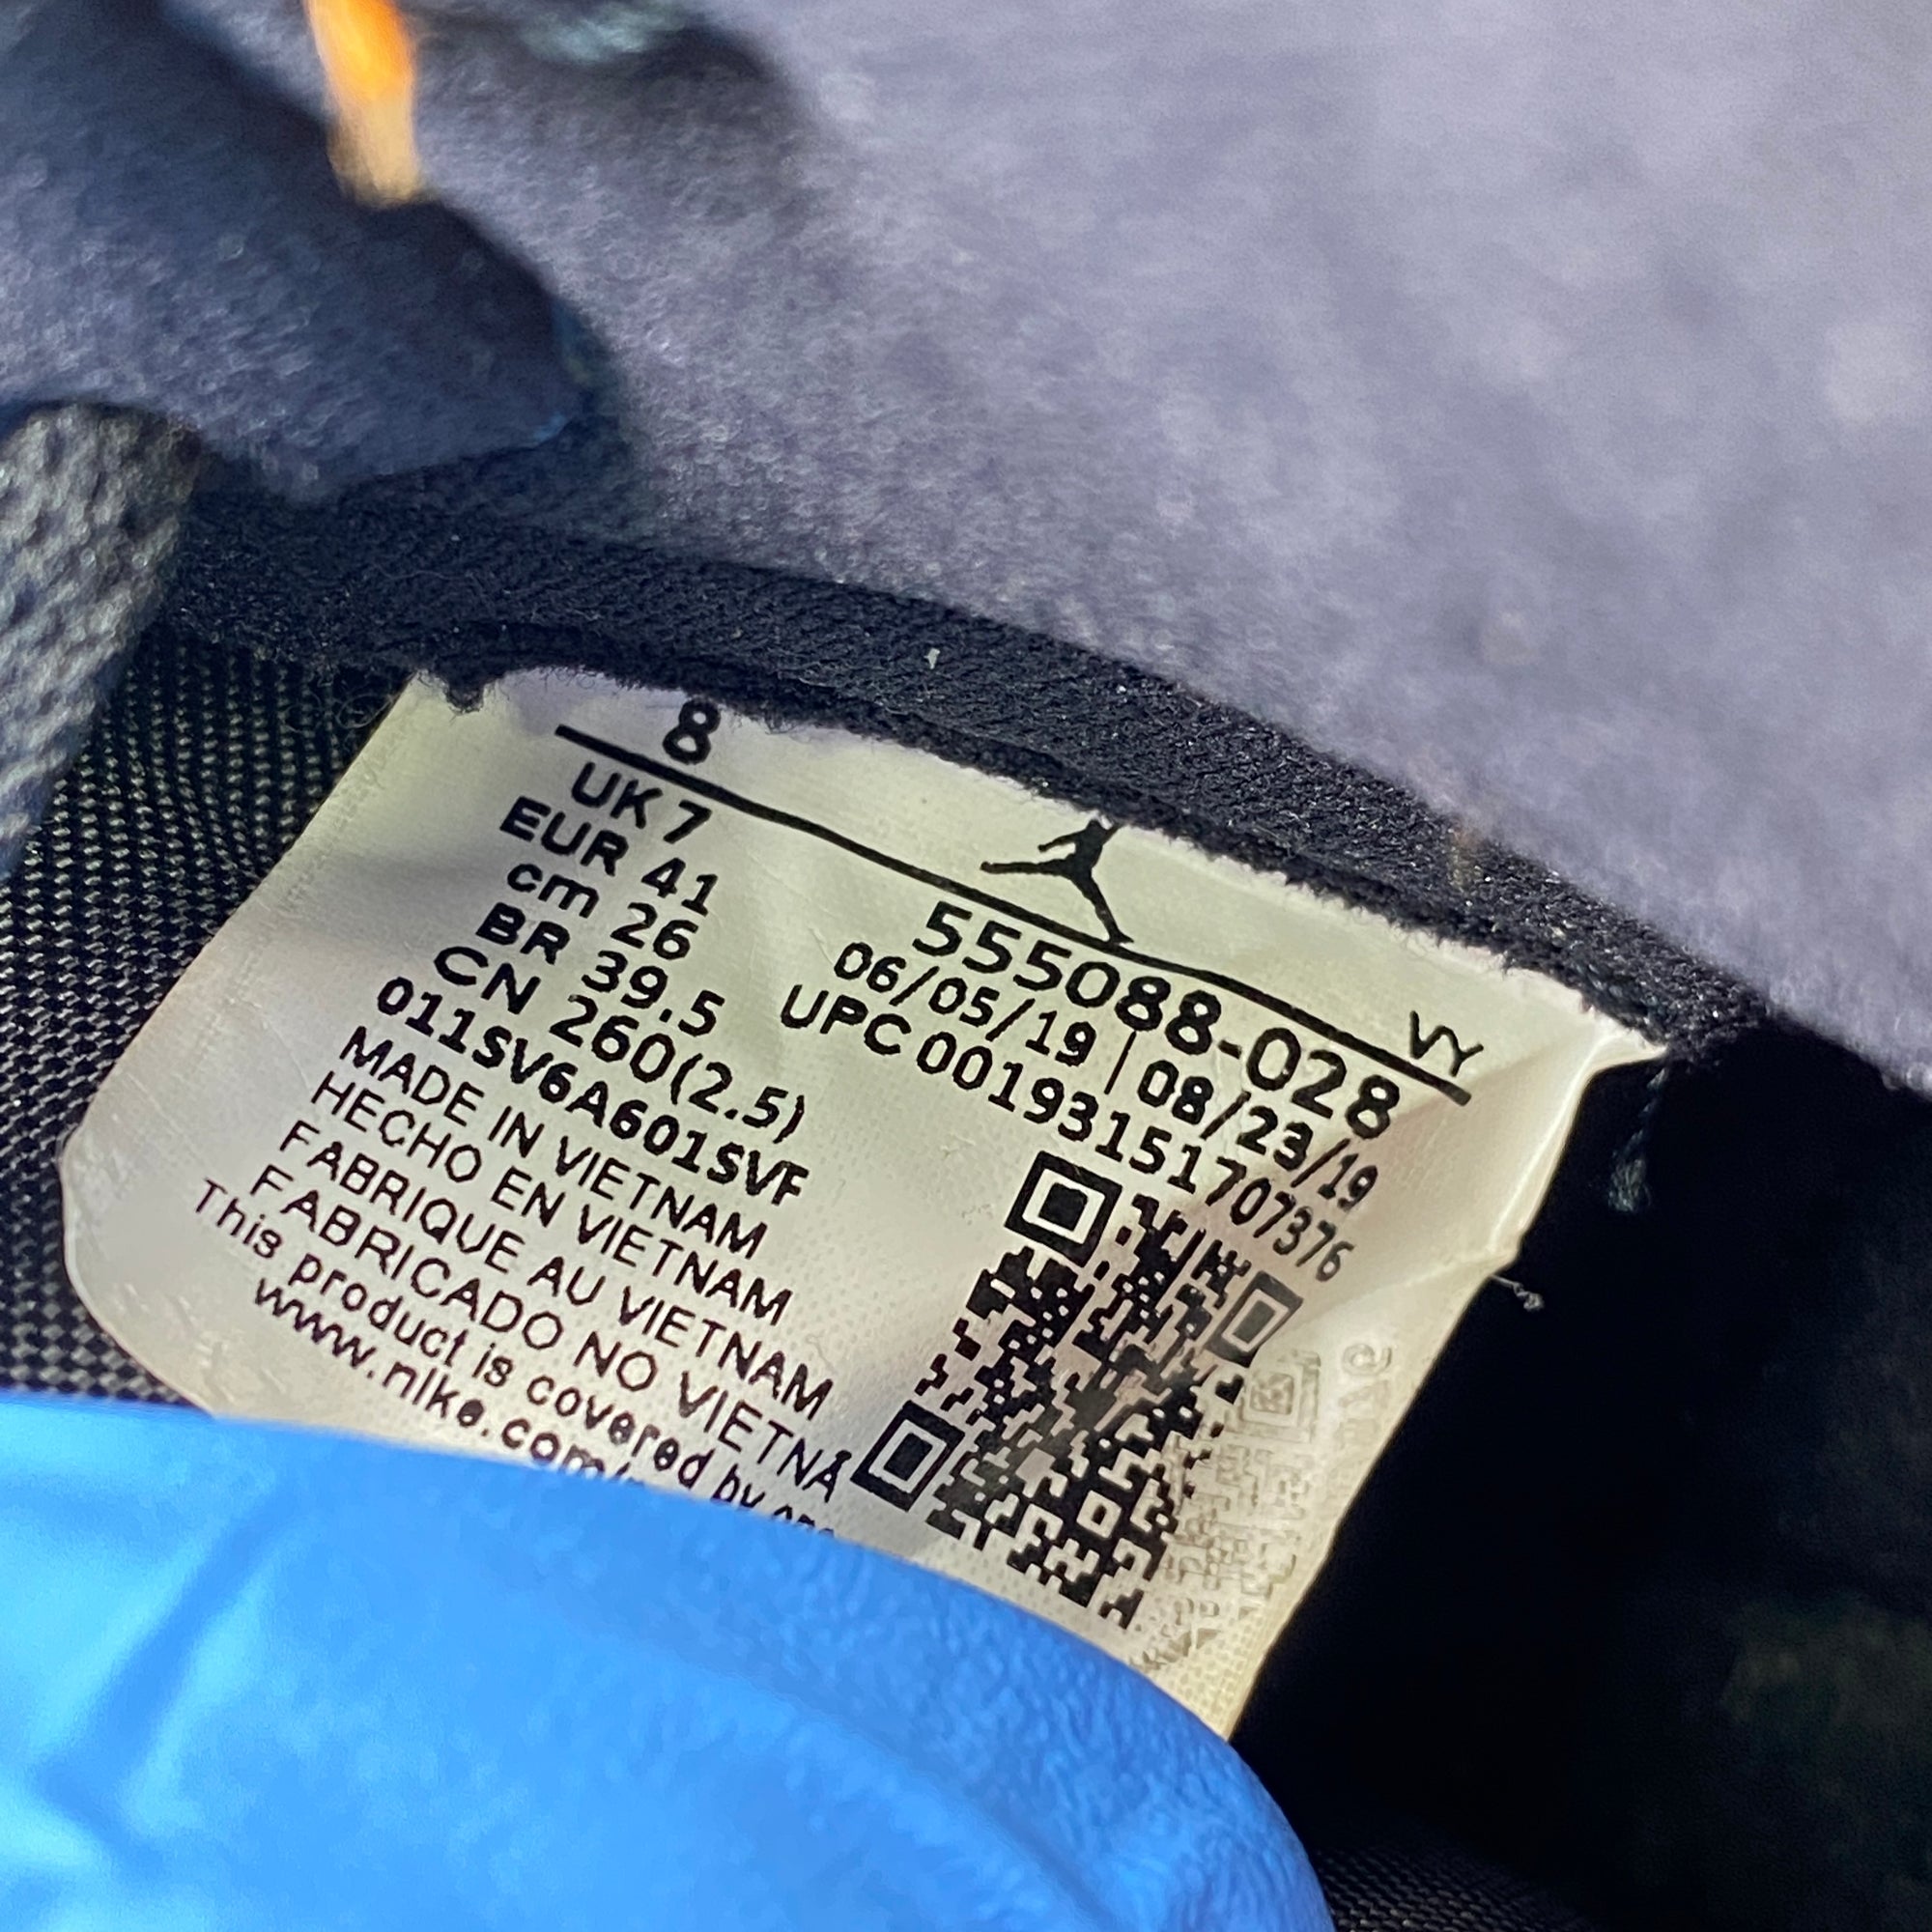 8
VY
UK 7
EUR 41
cm 26
BR 39.5
CN 260(2.5)
011SV6A601SVF
MADE IN VIETNAM
HECHO EN VIETNAM
FABRIQUE AU VIETNAM
FABRICADO NO VIETNÃ
This product is covered by
www.nike.com/
555088-028
06/05/19 | 08/23/19
UPC 00193151707376